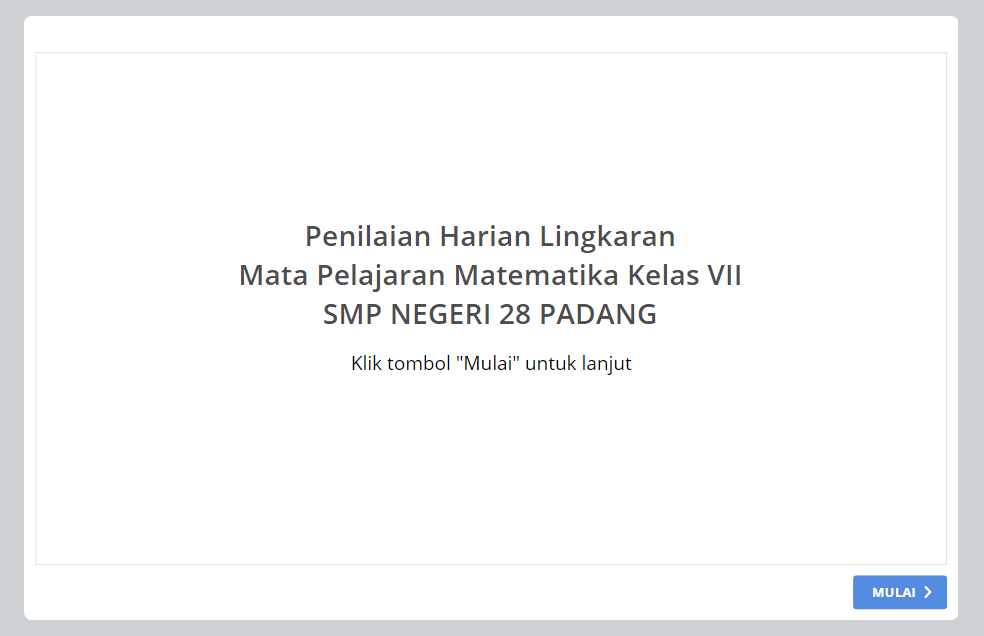 Penilaian Harian Lingkaran
Mata Pelajaran Matematika Kelas VII
SMP NEGERI 28 PADANG
Klik tombol "Mulai" untuk lanjut
MULAI